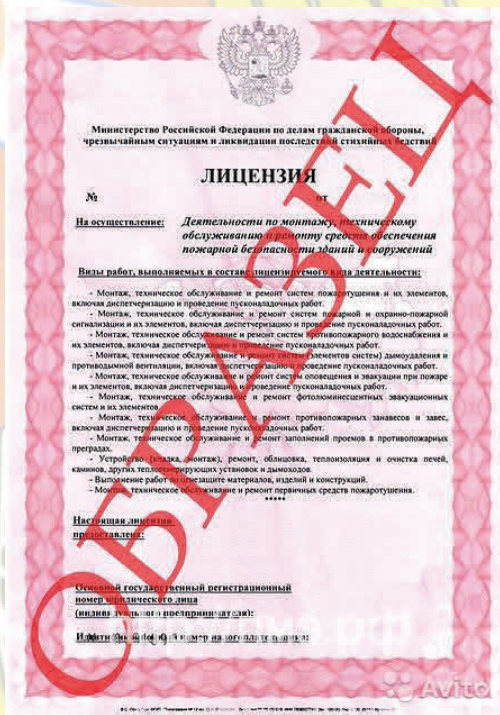 Министерство Российской Федерации по делам гражданской обороны,
чрезвычайным ситуациям и ликвидации последствий стихийных бедствий
ЛИЦЕНЗИЯ
№ от
На осуществление: Деятельности по монтажу, техническому
обслуживанию и ремонту средств обеспечения
пожарной безопасности зданий и сооружений
Виды работ, выполняемых в составе лицензируемого вида деятельности:
- Монтаж, техническое обслуживание и ремонт систем пожаротушения и их элементов,
включая диспетчеризацию и проведение пусконаладочных работ.
- Монтаж, техническое обслуживание и ремонт систем пожарной и охранно-пожарной
сигнализации и их элементов, включая диспетчеризацию и проведение пусконаладочных работ.
- Монтаж, техническое обслуживание и ремонт систем противопожарного водоснабжения и
их элементов, включая диспетчеризацию и проведение пусконаладочных работ.
- Монтаж, техническое обслуживание и ремонт систем (элементов систем) дымоудаления и
противодымной вентиляции, включая диспетчеризацию и проведение пусконаладочных работ.
- Монтаж, техническое обслуживание и ремонт систем оповещения и эвакуации при пожаре
и их элементов, включая диспетчеризацию и проведение пусконаладочных работ.
- Монтаж, техническое обслуживание и ремонт фотолюминесцентных эвакуационных
систем и их элементов
- Монтаж, техническое обслуживание и ремонт противопожарных занавесов и завес,
включая диспетчеризацию и проведение пусконаладочных работ.
- Монтаж, техническое обслуживание и ремонт заполнений проемов в противопожарных
преградах.
- Устройство (кладка, монтаж), ремонт, облицовка, теплоизоляция и очистка печей,
каминов, других теплогенерирующих установок и дымоходов.
- Выполнение работ по огнезащите материалов, изделий и конструкций.
- Монтаж, техническое обслуживание и ремонт первичных средств пожаротушения.
*****
Настоящая лицензия
предоставлена:
Основной государственный регистрационный
номер юридического лица
(индивидуального предпринимателя):
Идентификационный номер налогоплательщика:
ОБРАЗЕЦ
Avito